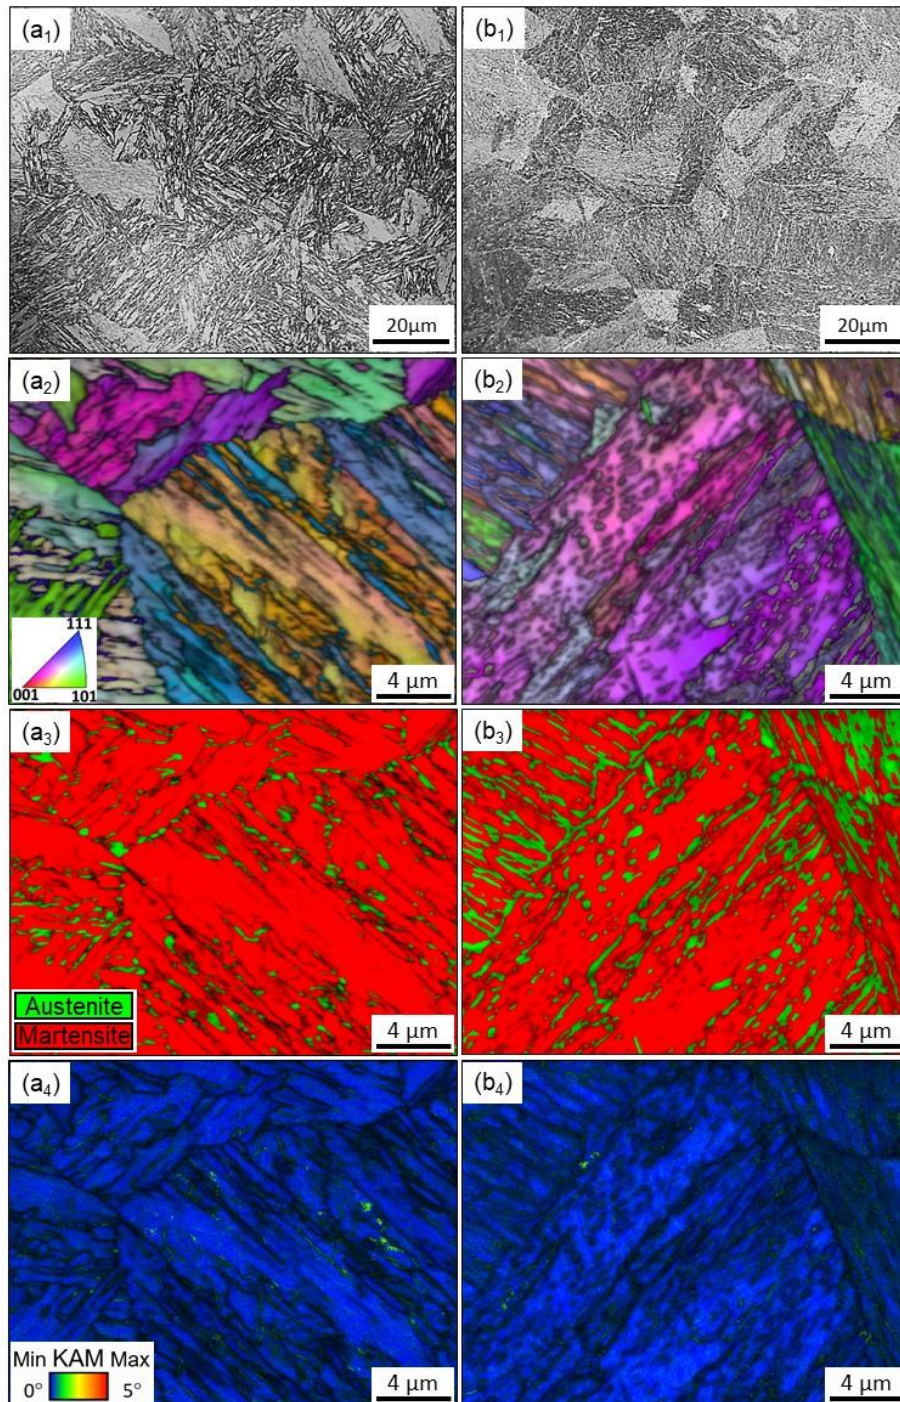 (a1)
(b1)
20μm
20μm
(a2)
(b2)
111
001
101
4 μm
4 μm
(a3)
(b3)
Austenite
Martensite
4 μm
4 μm
(a4)
(b4)
Min KAM Max
0° 5°
4 μm
4 μm